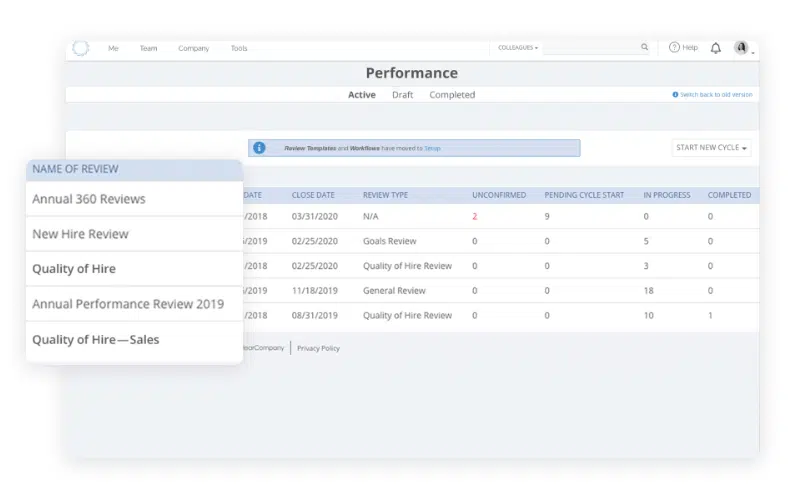 Me Team Company Tools COLLEAGUES Help
Performance
Active Draft Completed Switch back to old version
Review Templates and Workflows have moved to Setup START NEW CYCLE
NAME OF REVIEW DATE CLOSE DATE REVIEW TYPE UNCONFIRMED PENDING CYCLE START IN PROGRESS COMPLETED
Annual 360 Reviews /2018 03/31/2020 N/A 2 9 0 0
New Hire Review /2019 02/25/2020 Goals Review 0 0 5 0
Quality of Hire /2018 02/25/2020 Quality of Hire Review 0 0 3 0
Annual Performance Review 2019 /2019 11/18/2019 General Review 0 0 18 0
Quality of Hire—Sales /2018 08/31/2019 Quality of Hire Review 0 0 10 1
Privacy Policy